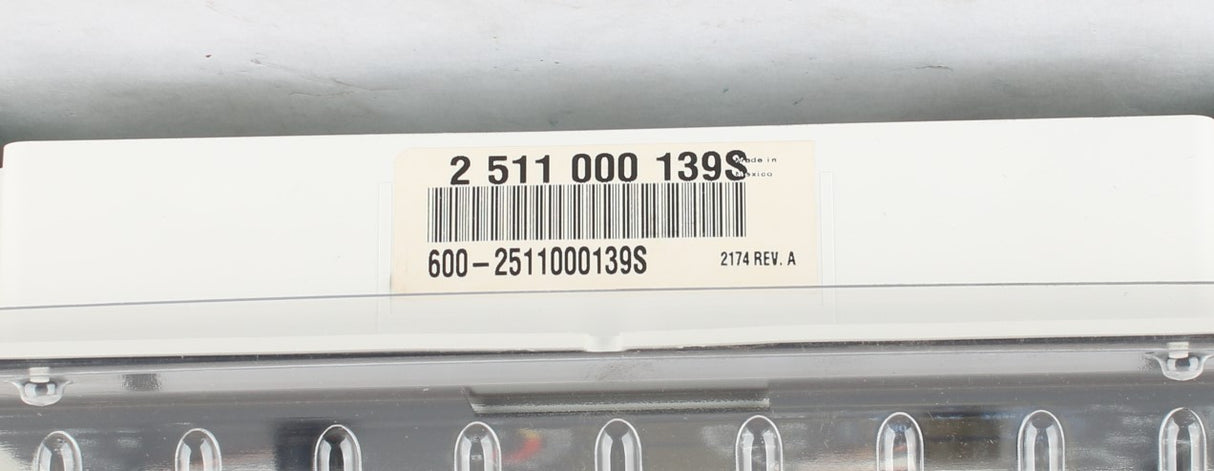 2 511 000 139S
Made in
Mexico
600-2511000139S
2174 REV. A